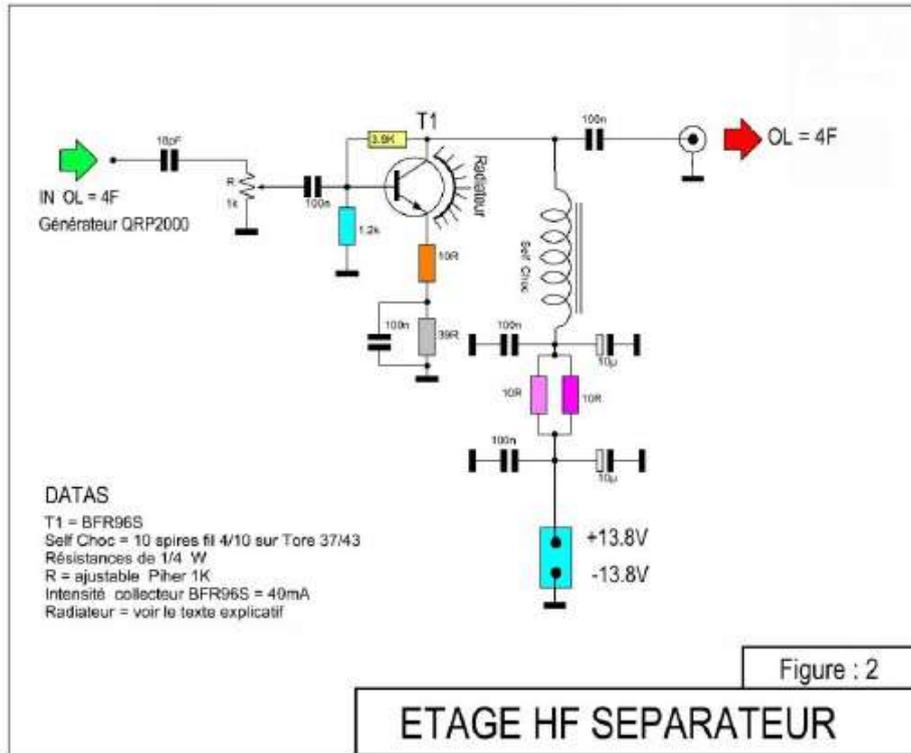 T1
3.9K
100n
OL = 4F
18pF
IN OL = 4F
Générateur QRP2000
R
1k
100n
1.2k
Radiateur
10R
100n
39R
Self Choc
100n
10µ
10R
10R
100n
10µ
+13.8V
-13.8V
DATAS
T1 = BFR96S
Self Choc = 10 spires fil 4/10 sur Tore 37/43
Résistances de 1/4 W
R = ajustable Piher 1K
Intensité collecteur BFR96S = 40mA
Radiateur = voir le texte explicatif
Figure : 2
ETAGE HF SEPARATEUR